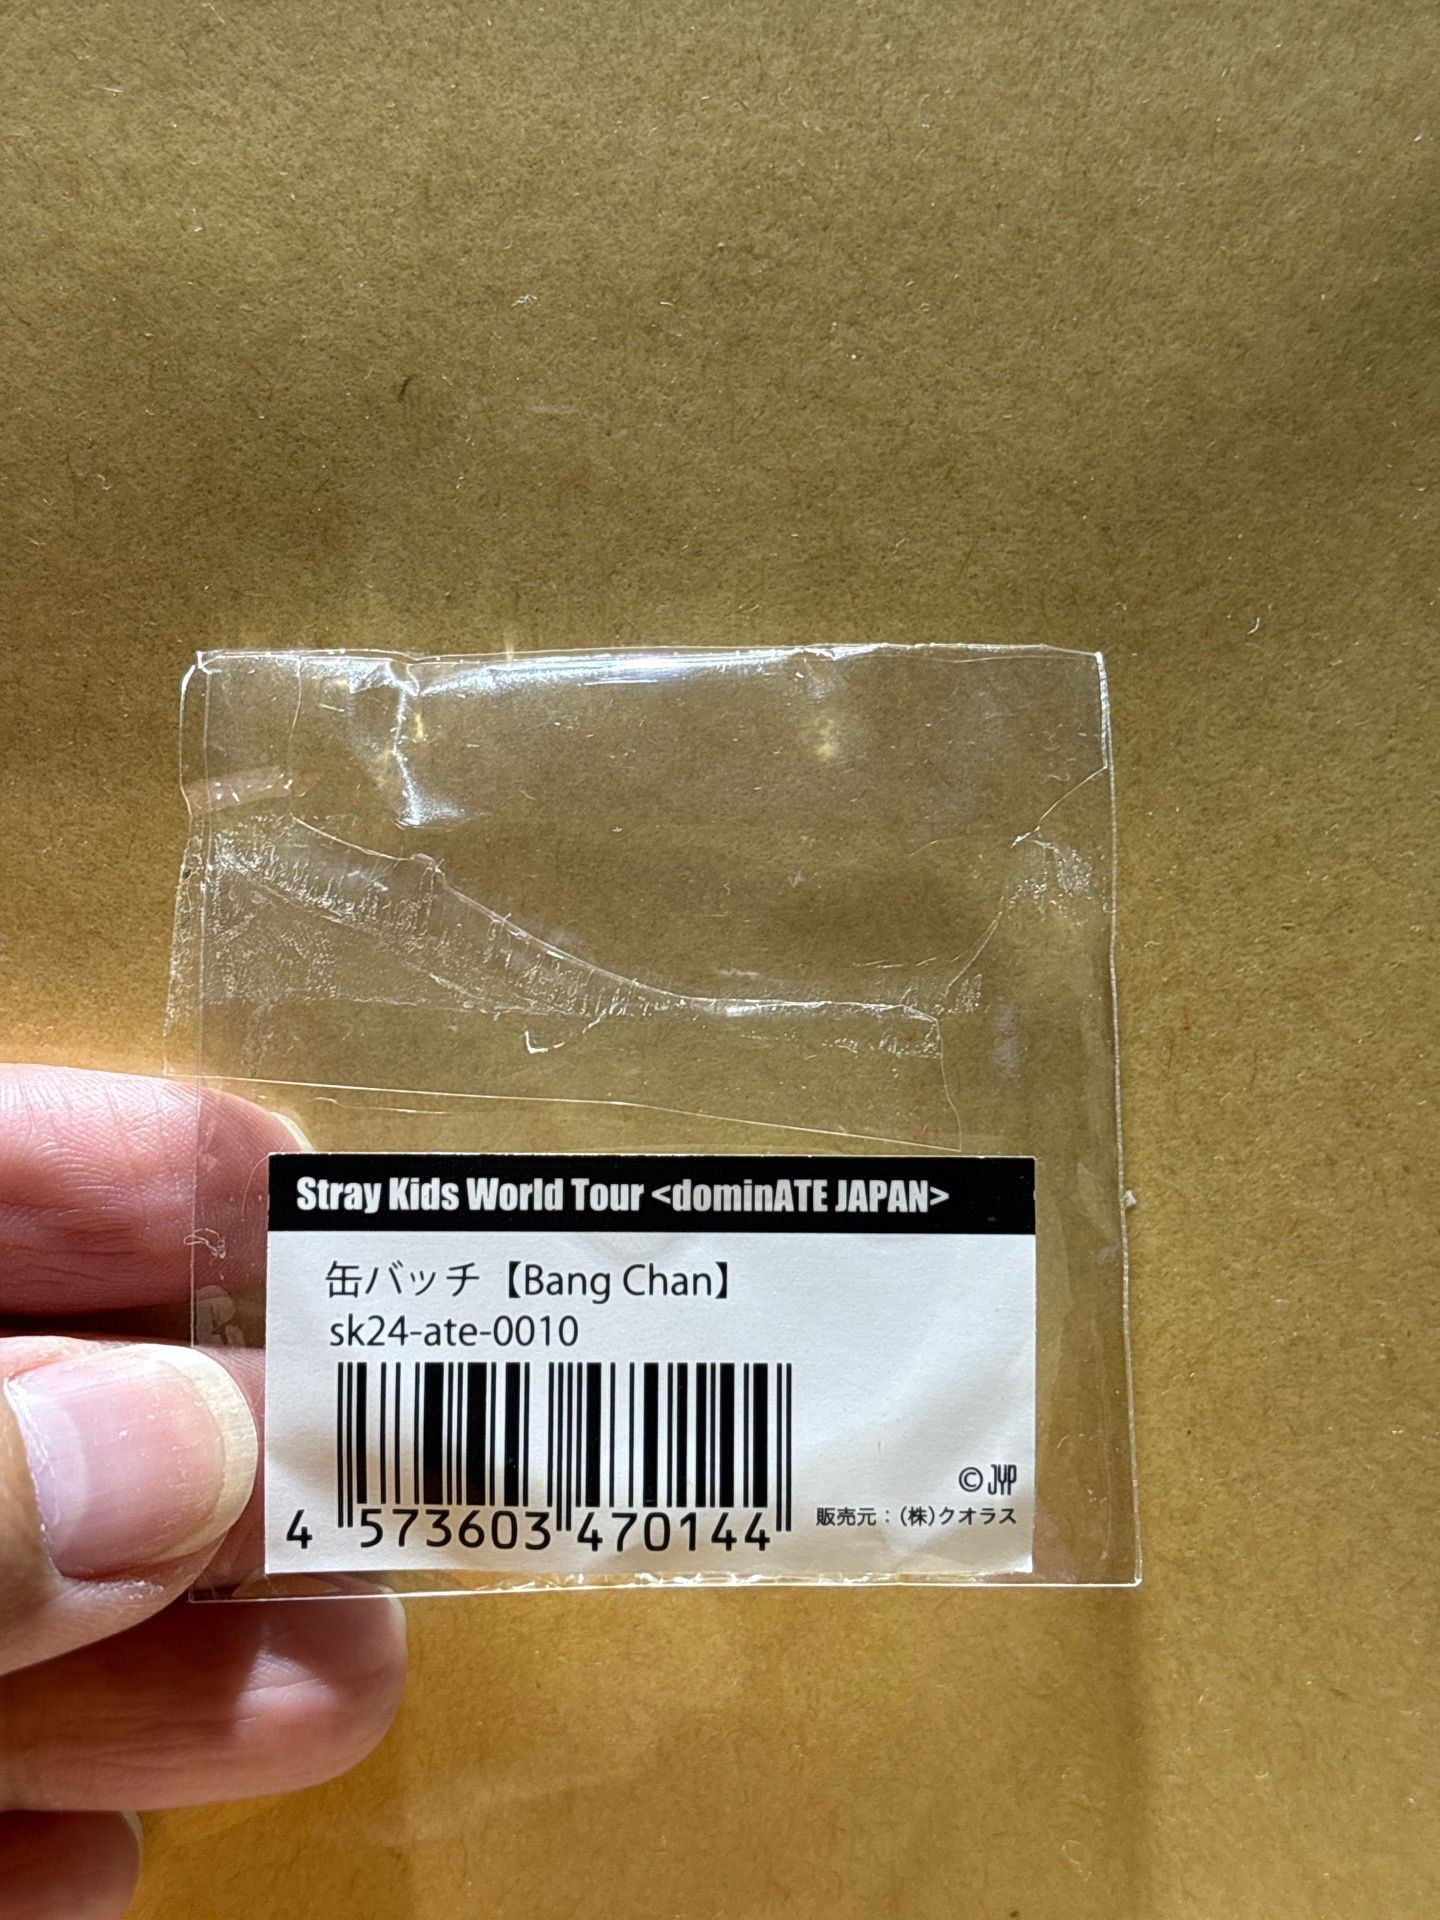 Stray Kids World Tour <dominATE JAPAN>
缶バッチ【Bang Chan】
sk24-ate-0010
4 573603 470144
© JYP
販売元：(株)クオラス